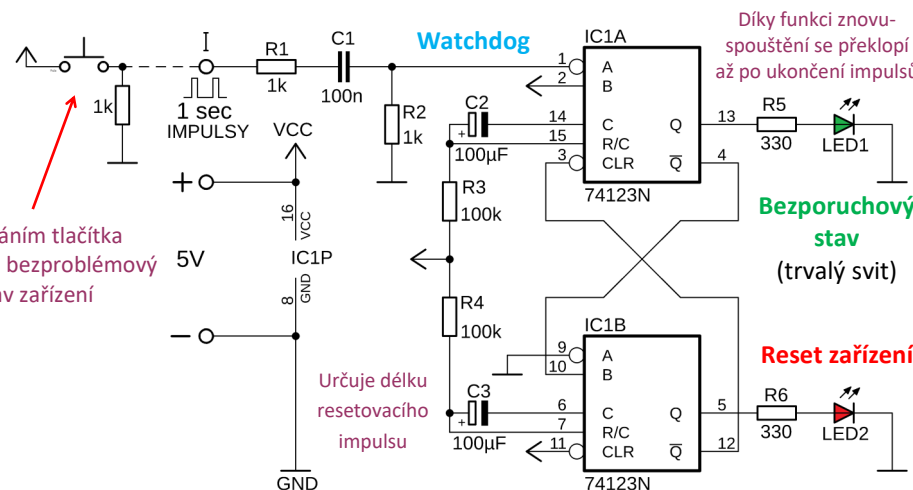 Watchdog
Díky funkci znovu-
spouštění se překlopí
až po ukončení impulsů
I
R1
1k
C1
100n
1k
1 sec
IMPULSY
R2
1k
IC1A
1
A
2
B
14
C
15
R/C
3
CLR
Q
13
Q
4
74123N
R5
330
LED1
C2
+
100µF
R3
100k
VCC
+
5V
−
16
VCC
IC1P
8
GND
GND
tlačítka
bezproblémový
zařízení
Bezporuchový
stav
(trvalý svit)
R4
100k
IC1B
9
A
10
B
6
C
7
R/C
11
CLR
Q
5
Q
12
74123N
Reset zařízení
R6
330
LED2
C3
+
100µF
Určuje délku
resetovacího
impulsu